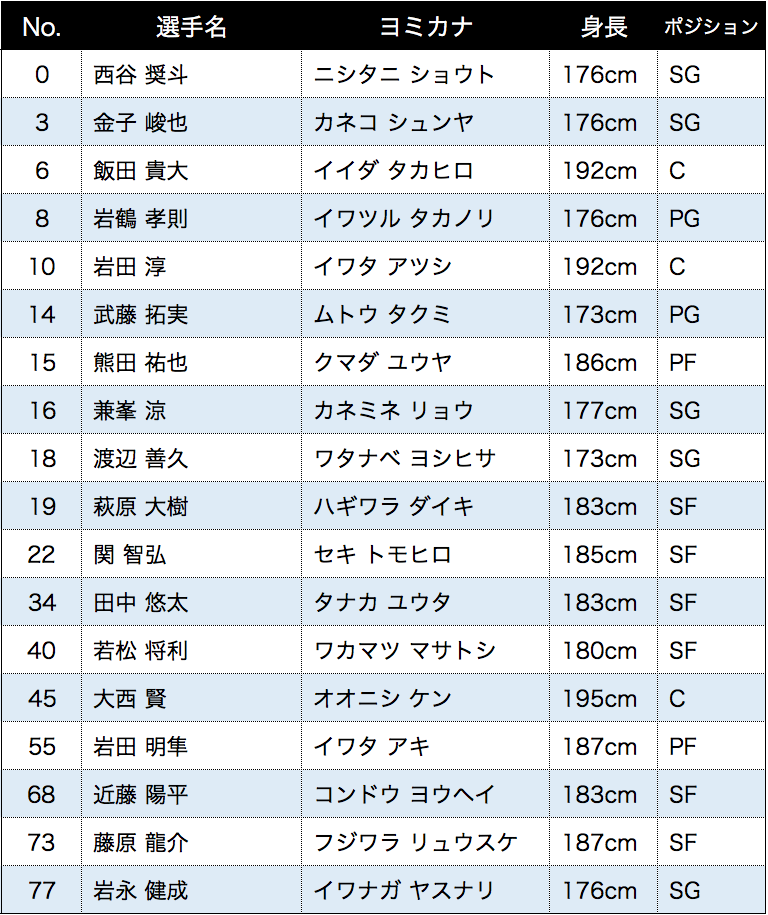 No. 選手名 ヨミカナ 身長 ポジション
0 西谷 奨斗 ニシタニ ショウト 176cm SG
3 金子 峻也 カネコ シュンヤ 176cm SG
6 飯田 貴大 イイダ タカヒロ 192cm C
8 岩鶴 孝則 イワツル タカノリ 176cm PG
10 岩田 淳 イワタ アツシ 192cm C
14 武藤 拓実 ムトウ タクミ 173cm PG
15 熊田 祐也 クマダ ユウヤ 186cm PF
16 兼峯 涼 カネミネ リョウ 177cm SG
18 渡辺 善久 ワタナベ ヨシヒサ 173cm SG
19 萩原 大樹 ハギワラ ダイキ 183cm SF
22 関 智弘 セキ トモヒロ 185cm SF
34 田中 悠太 タナカ ユウタ 183cm SF
40 若松 将利 ワカマツ マサトシ 180cm SF
45 大西 賢 オオニシ ケン 195cm C
55 岩田 明隼 イワタ アキ 187cm PF
68 近藤 陽平 コンドウ ヨウヘイ 183cm SF
73 藤原 龍介 フジワラ リュウスケ 187cm SF
77 岩永 健成 イワナガ ヤスナリ 176cm SG